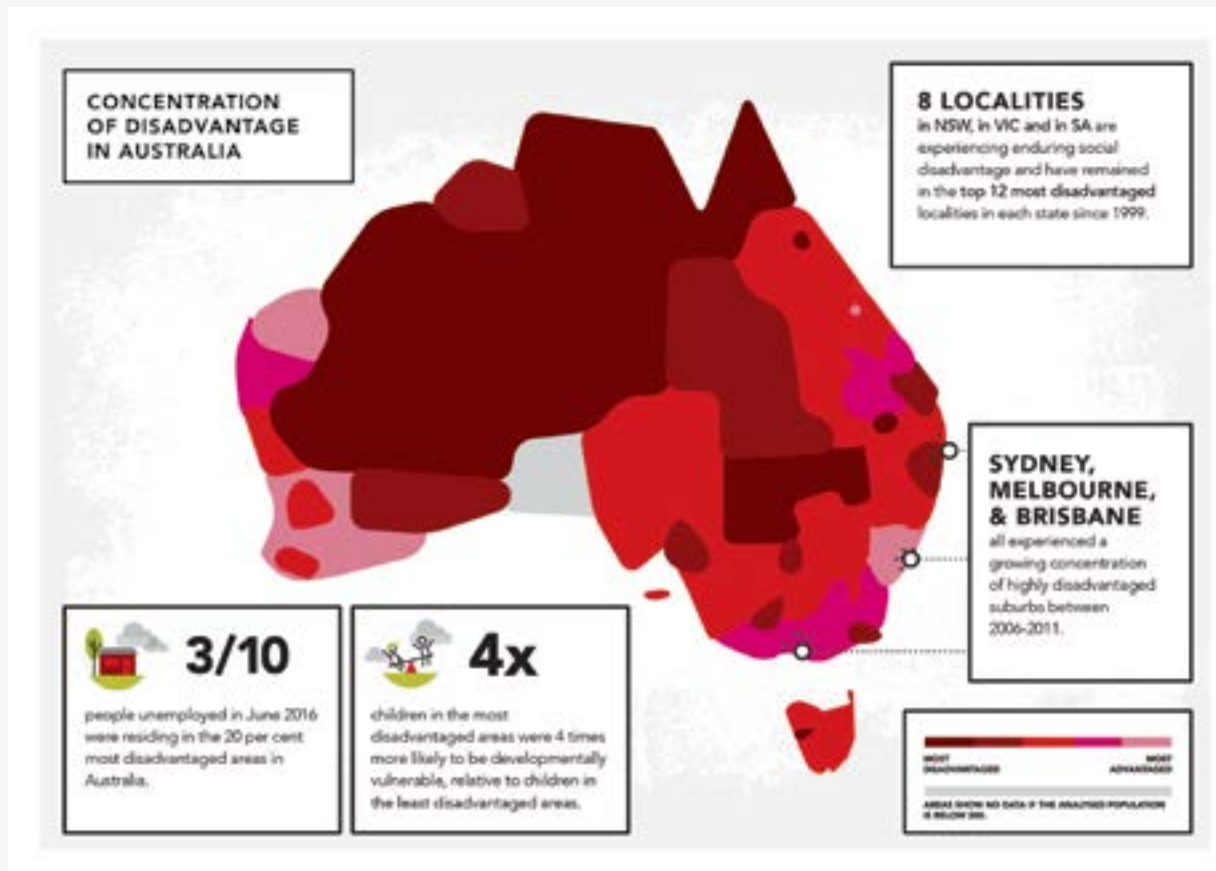 CONCENTRATION
OF DISADVANTAGE
IN AUSTRALIA
8 LOCALITIES
in NSW, in VIC and in SA are
experiencing enduring social
disadvantage and have remained
in the top 12 most disadvantaged
localities in each state since 1999.
SYDNEY,
MELBOURNE,
& BRISBANE
all experienced a
growing concentration
of highly disadvantaged
suburbs between
2006-2011.
3/10
people unemployed in June 2016
were residing in the 20 per cent
most disadvantaged areas in
Australia.
4x
children in the most
disadvantaged areas were 4 times
more likely to be developmentally
vulnerable, relative to children in
the least disadvantaged areas.
MOST
DISADVANTAGED
MOST
ADVANTAGED
AREAS SHOW NO DATA IF THE ANALYSED POPULATION
IS BELOW